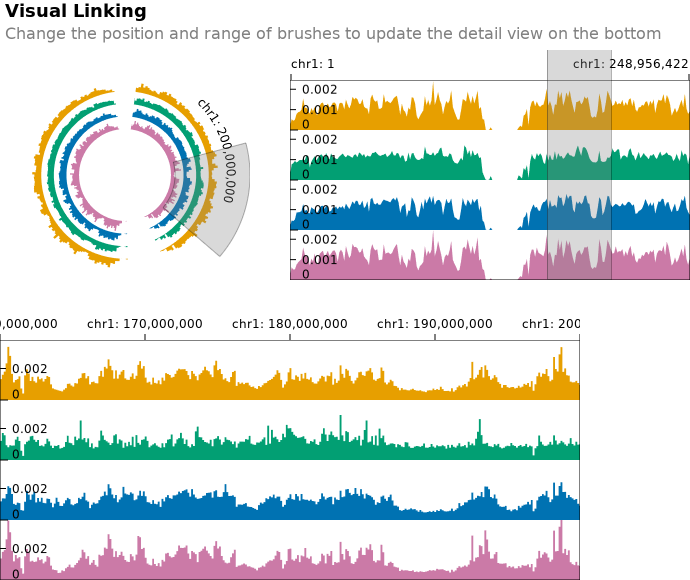 Visual Linking
Change the position and range of brushes to update the detail view on the bottom
chr1: 200,000,000
chr1: 1
chr1: 248,956,422
0.002
0.001
0
0.002
0.001
0
0.002
0.001
0
0.002
0.001
0
0,000,000
chr1: 170,000,000
chr1: 180,000,000
chr1: 190,000,000
chr1: 200
0.002
0
0.002
0
0.002
0
0.002
0